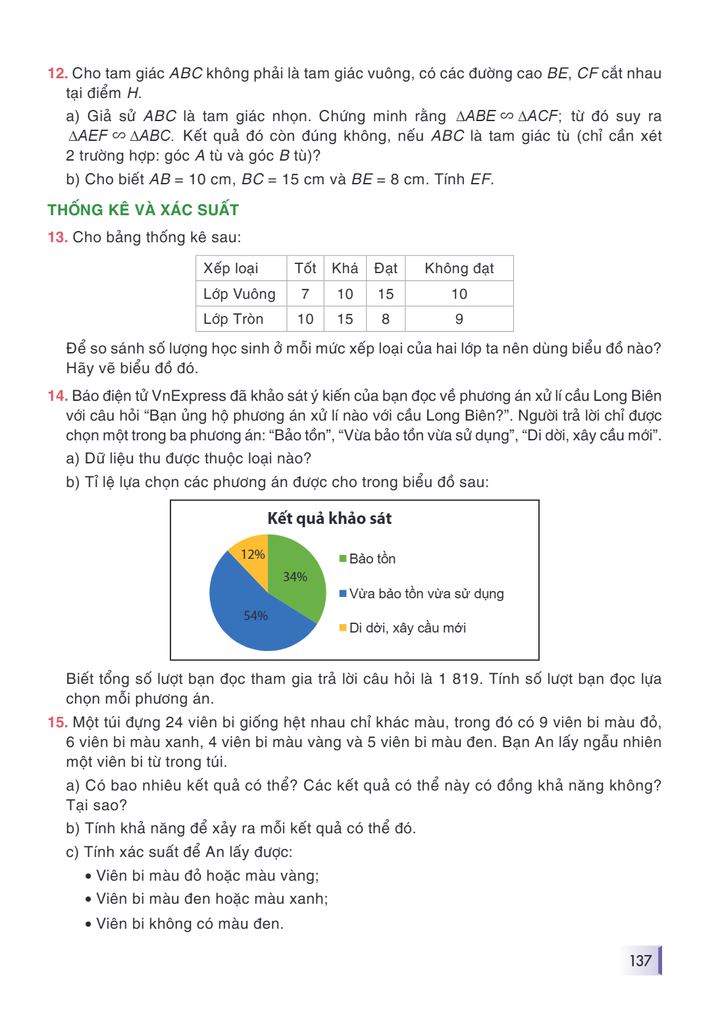 12. Cho tam giác ABC không phải là tam giác vuông, có các đường cao BE, CF cắt nhau
tại điểm H.
a) Giả sử ABC là tam giác nhọn. Chứng minh rằng ΔABE ∽ ΔACF; từ đó suy ra
ΔAEF ∽ ΔABC. Kết quả đó còn đúng không, nếu ABC là tam giác tù (chỉ cần xét
2 trường hợp: góc A tù và góc B tù)?
b) Cho biết AB = 10 cm, BC = 15 cm và BE = 8 cm. Tính EF.
THỐNG KÊ VÀ XÁC SUẤT
13. Cho bảng thống kê sau:
Xếp loại Tốt Khá Đạt Không đạt
Lớp Vuông 7 10 15 10
Lớp Tròn 10 15 8 9
Để so sánh số lượng học sinh ở mỗi mức xếp loại của hai lớp ta nên dùng biểu đồ nào?
Hãy vẽ biểu đồ đó.
14. Báo điện tử VnExpress đã khảo sát ý kiến của bạn đọc về phương án xử lí cầu Long Biên
với câu hỏi “Bạn ủng hộ phương án xử lí nào với cầu Long Biên?”. Người trả lời chỉ được
chọn một trong ba phương án: “Bảo tồn”, “Vừa bảo tồn vừa sử dụng”, “Di dời, xây cầu mới”.
a) Dữ liệu thu được thuộc loại nào?
b) Tỉ lệ lựa chọn các phương án được cho trong biểu đồ sau:
Kết quả khảo sát
12%
34%
54%
Bảo tồn
Vừa bảo tồn vừa sử dụng
Di dời, xây cầu mới
Biết tổng số lượt bạn đọc tham gia trả lời câu hỏi là 1 819. Tính số lượt bạn đọc lựa
chọn mỗi phương án.
15. Một túi đựng 24 viên bi giống hệt nhau chỉ khác màu, trong đó có 9 viên bi màu đỏ,
6 viên bi màu xanh, 4 viên bi màu vàng và 5 viên bi màu đen. Bạn An lấy ngẫu nhiên
một viên bi từ trong túi.
a) Có bao nhiêu kết quả có thể? Các kết quả có thể này có đồng khả năng không?
Tại sao?
b) Tính khả năng để xảy ra mỗi kết quả có thể đó.
c) Tính xác suất để An lấy được:
• Viên bi màu đỏ hoặc màu vàng;
• Viên bi màu đen hoặc màu xanh;
• Viên bi không có màu đen.
137